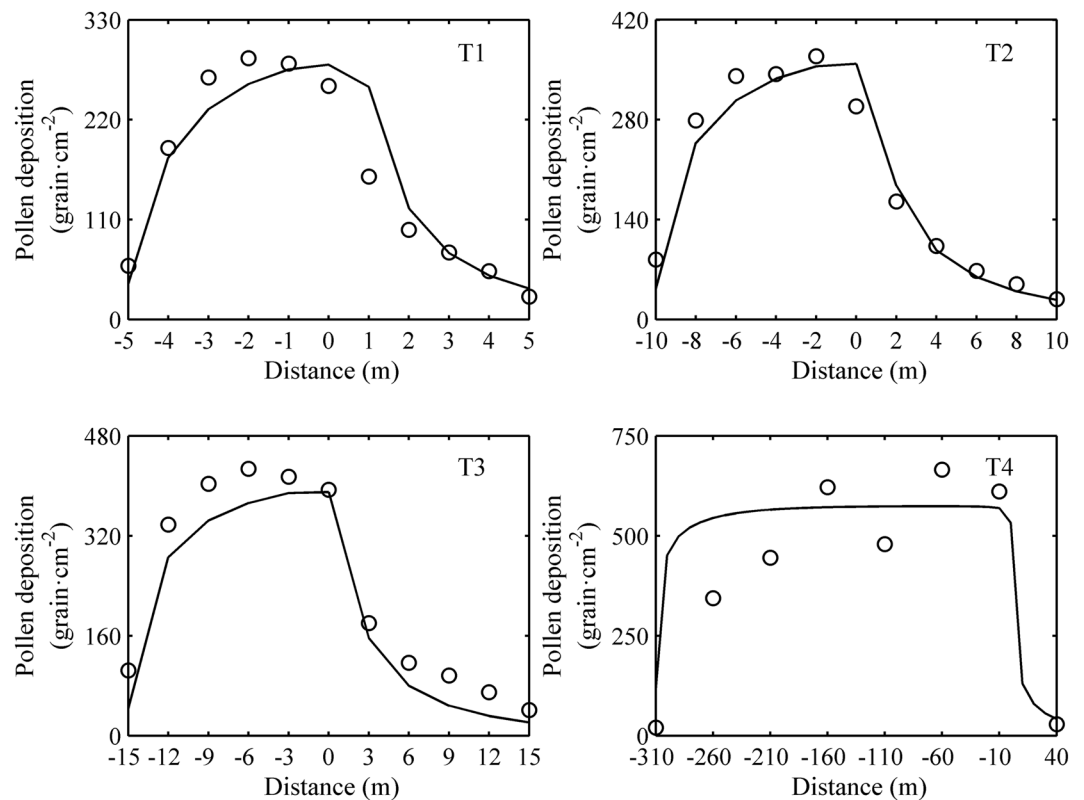 T1
Pollen deposition
(grain·cm-2)
330
220
110
0
-5 -4 -3 -2 -1 0 1 2 3 4 5
Distance (m)
T2
Pollen deposition
(grain·cm-2)
420
280
140
0
-10 -8 -6 -4 -2 0 2 4 6 8 10
Distance (m)
T3
Pollen deposition
(grain·cm-2)
480
320
160
0
-15 -12 -9 -6 -3 0 3 6 9 12 15
Distance (m)
T4
Pollen deposition
(grain·cm-2)
750
500
250
0
-310 -260 -210 -160 -110 -60 -10 40
Distance (m)